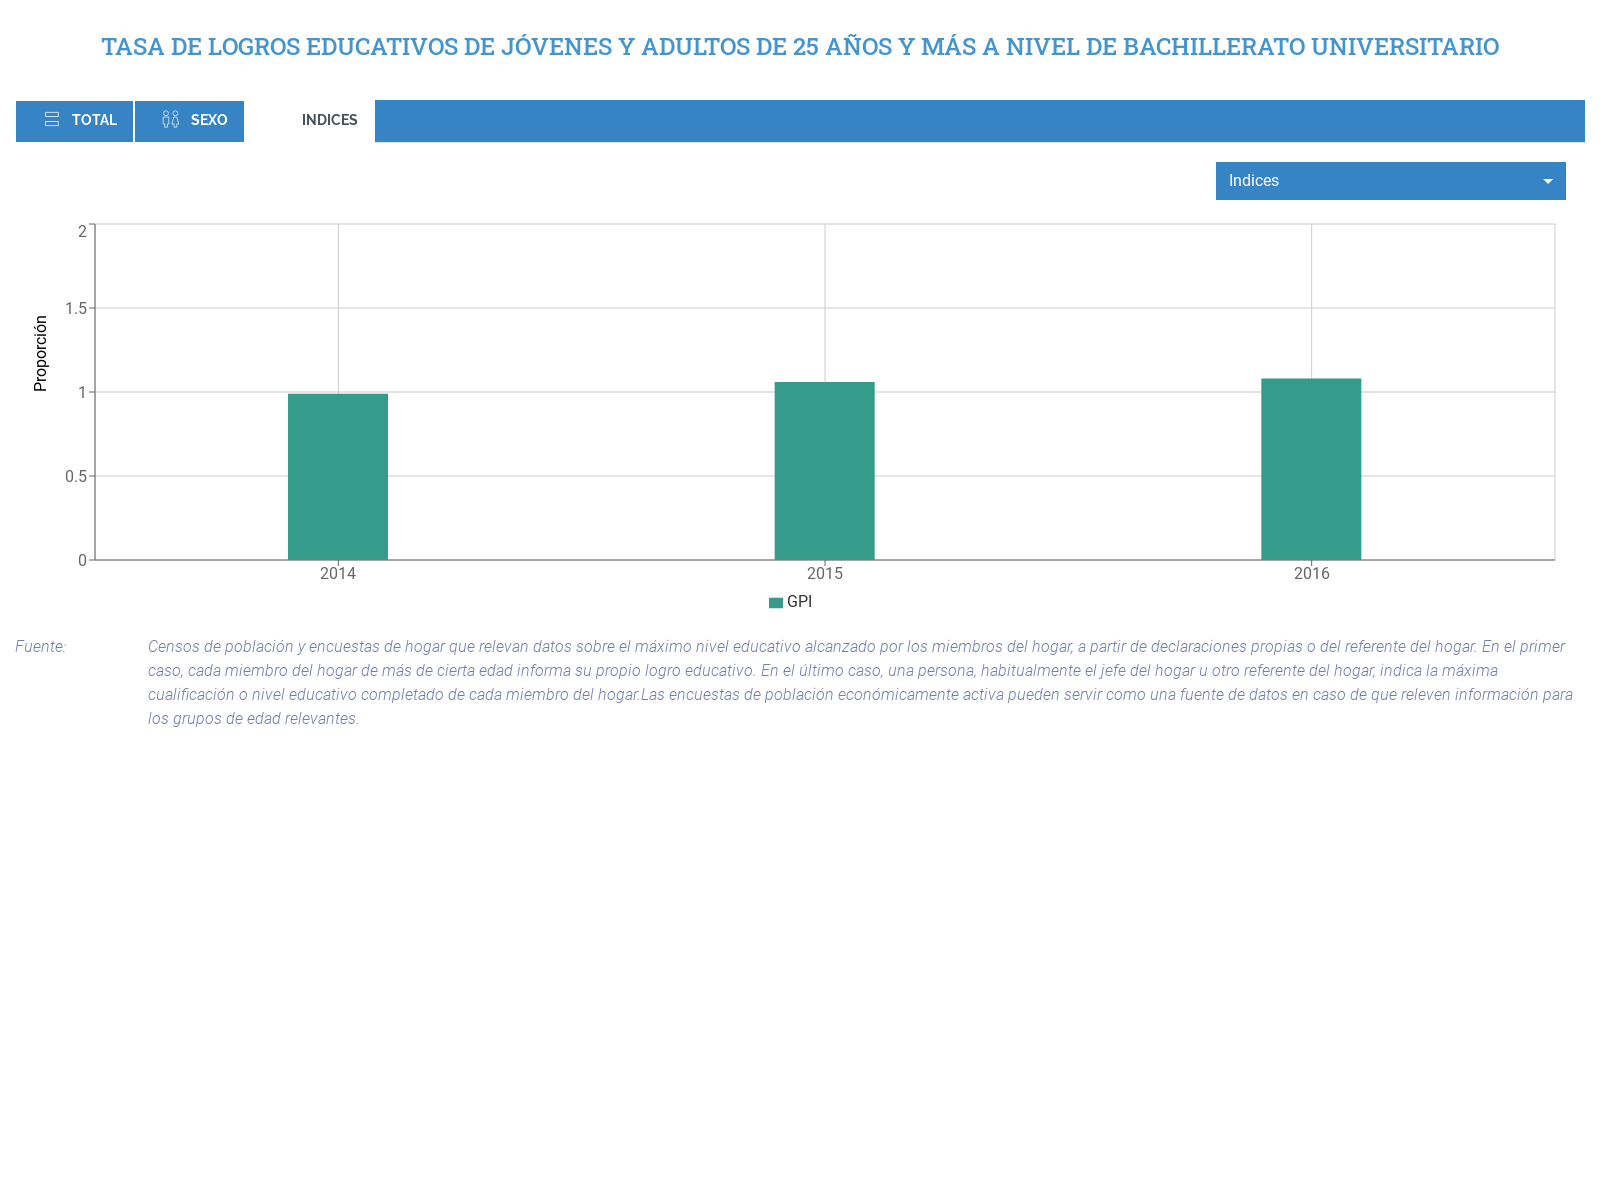 TASA DE LOGROS EDUCATIVOS DE JÓVENES Y ADULTOS DE 25 AÑOS Y MÁS A NIVEL DE BACHILLERATO UNIVERSITARIO
TOTAL SEXO INDICES
Indices
2
1.5
1
0.5
0
Proporción
2014 2015 2016
GPI
Fuente: Censos de población y encuestas de hogar que relevan datos sobre el máximo nivel educativo alcanzado por los miembros del hogar, a partir de declaraciones propias o del referente del hogar. En el primer
caso, cada miembro del hogar de más de cierta edad informa su propio logro educativo. En el último caso, una persona, habitualmente el jefe del hogar u otro referente del hogar, indica la máxima
cualificación o nivel educativo completado de cada miembro del hogar.Las encuestas de población económicamente activa pueden servir como una fuente de datos en caso de que releven información para
los grupos de edad relevantes.